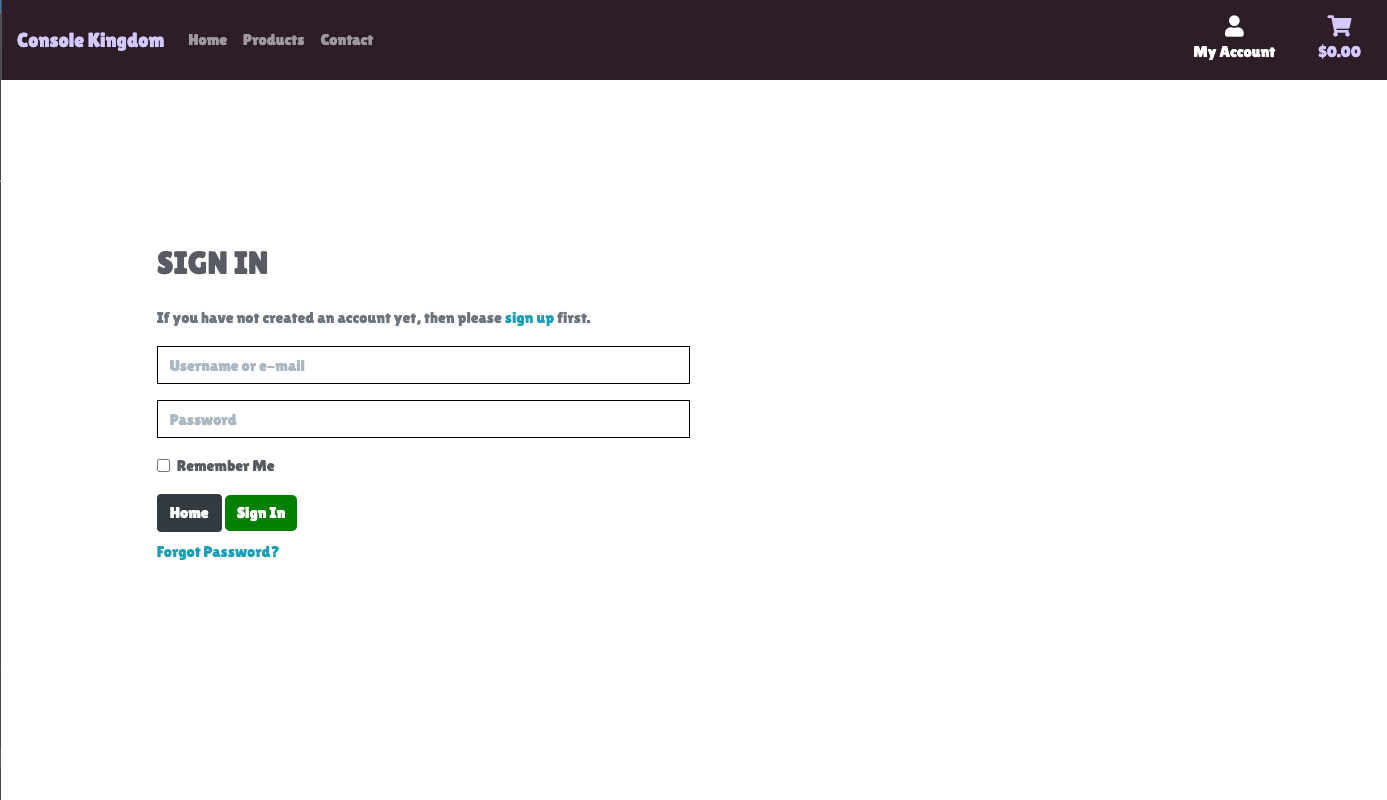 Console Kingdom Home Products Contact
My Account $0.00
SIGN IN
If you have not created an account yet, then please sign up first.
Username or e-mail
Password
Remember Me
Home Sign In
Forgot Password?